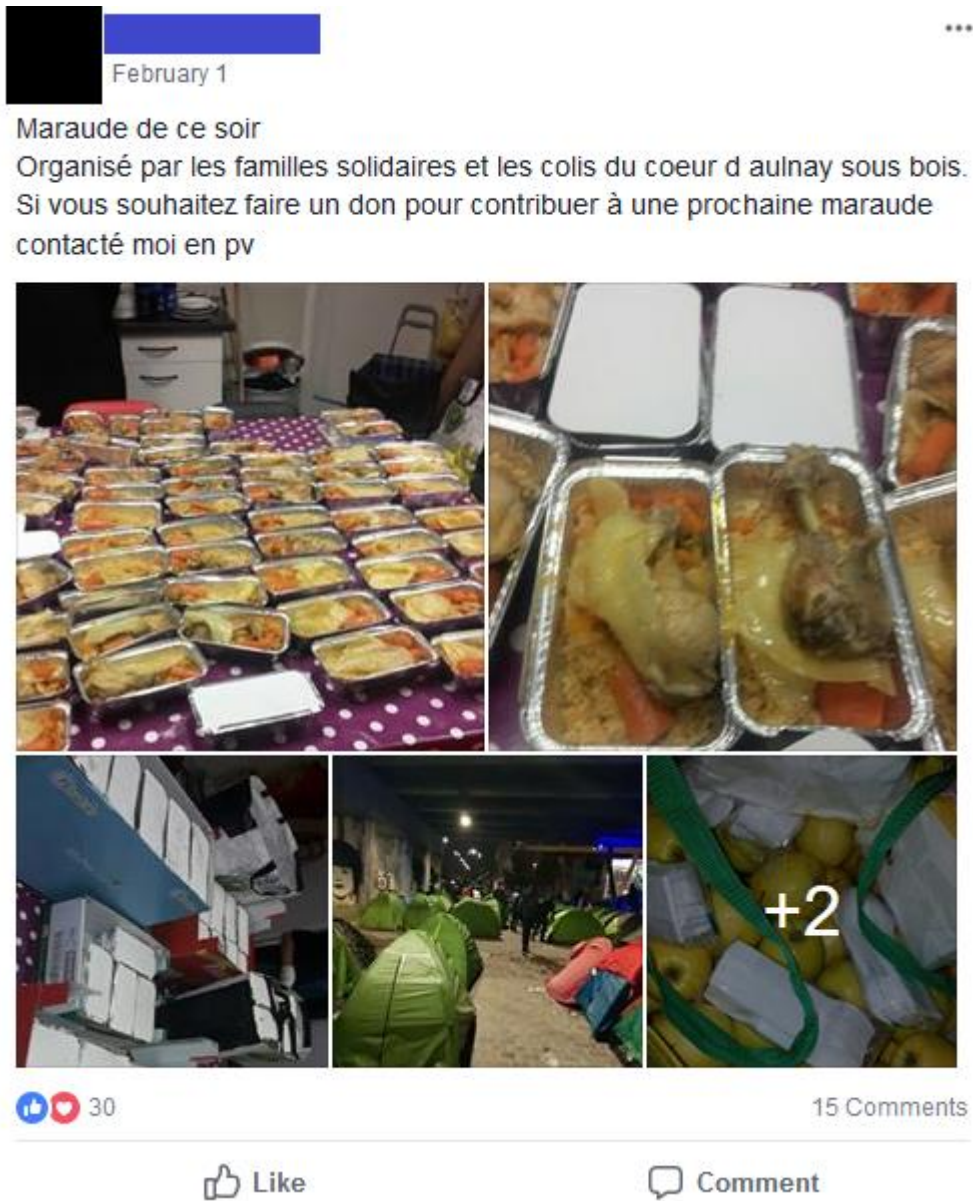 February 1
Maraude de ce soir
Organisé par les familles solidaires et les colis du coeur d aulnay sous bois.
Si vous souhaitez faire un don pour contribuer à une prochaine maraude
contacté moi en pv
+2
30
15 Comments
Like
Comment